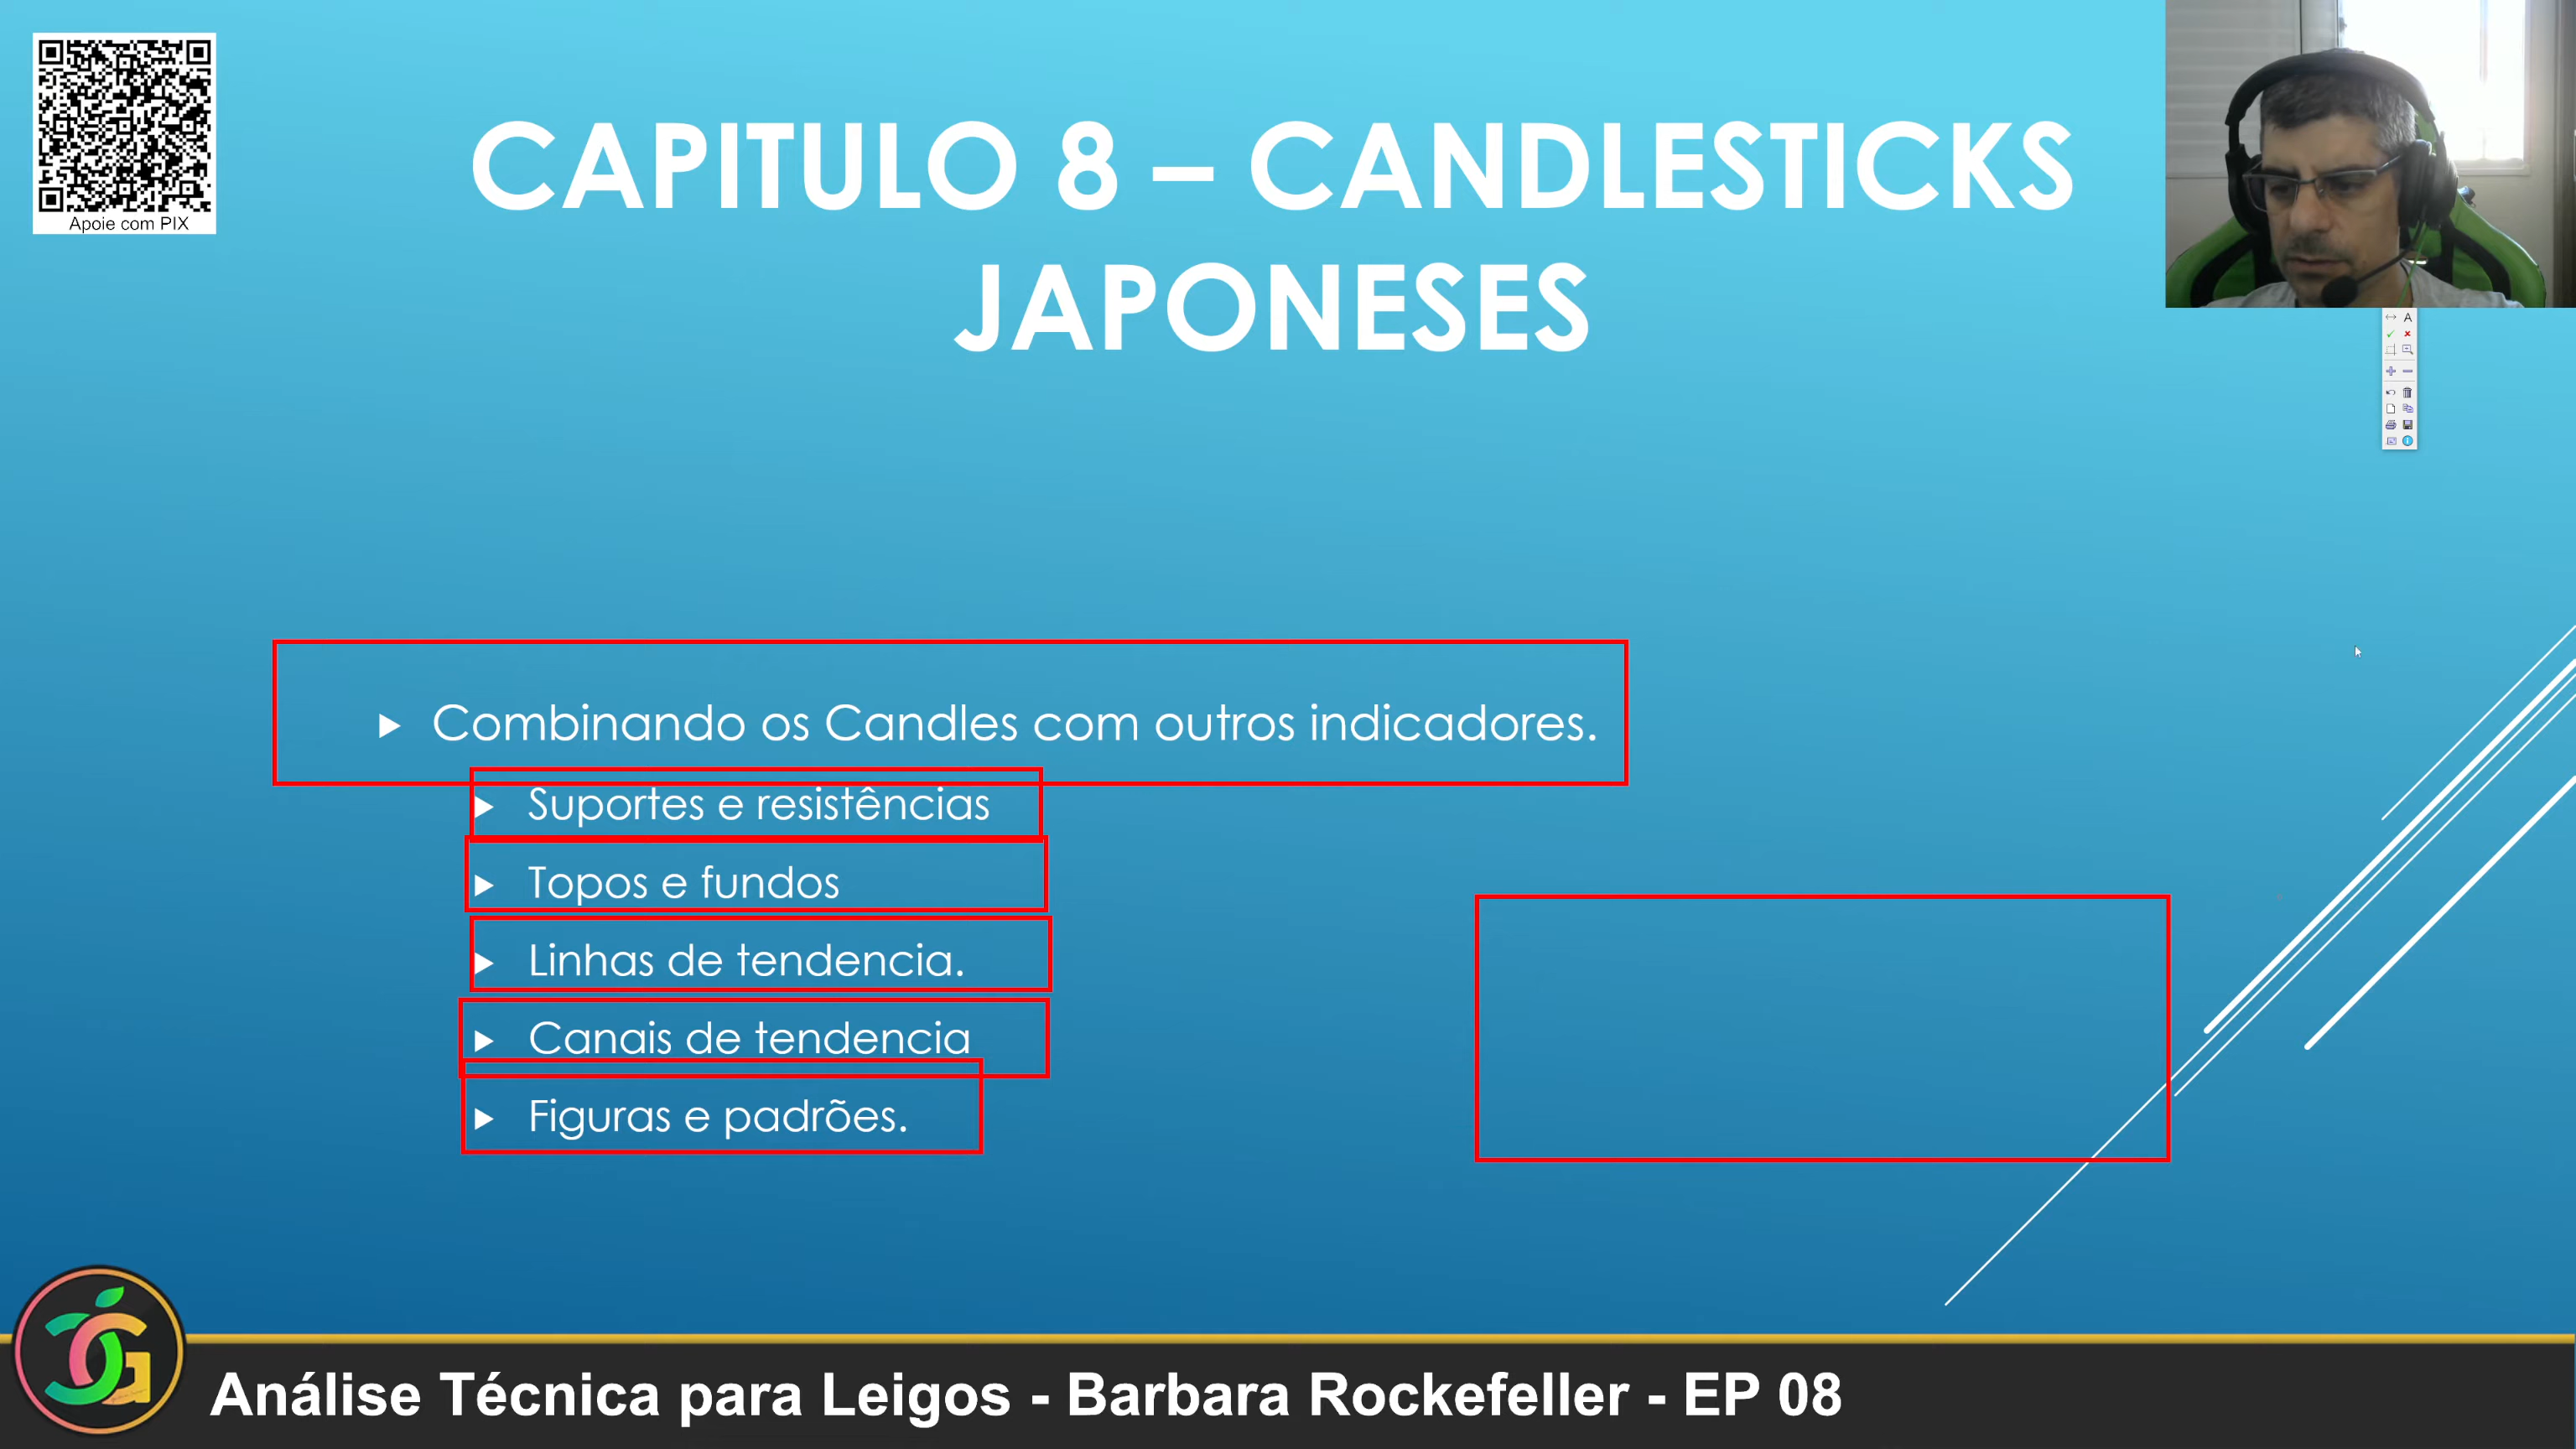 Apoie com PIX
CAPITULO 8 – CANDLESTICKS
JAPONESES
A
Combinando os Candles com outros indicadores.
Suportes e resistências
Topos e fundos
Linhas de tendencia.
Canais de tendencia
Figuras e padrões.
Análise Técnica para Leigos - Barbara Rockefeller - EP 08